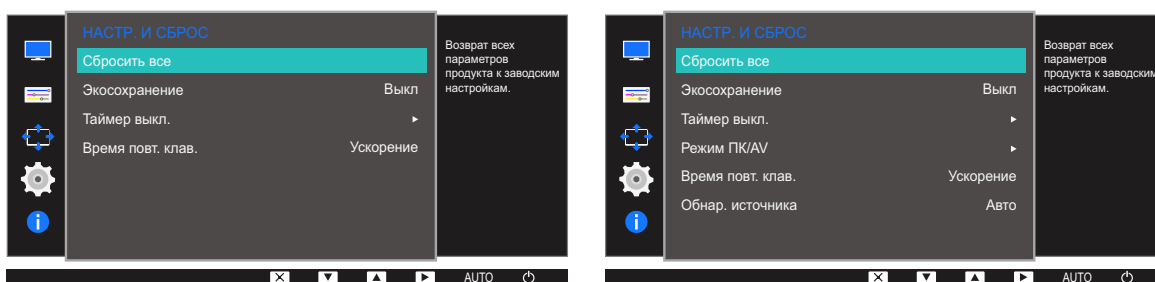 НАСТР. И СБРОС
Сбросить все
Экосохранение Выкл
Таймер выкл.
Время повт. клав. Ускорение
Возврат всех
параметров
продукта к заводским
настройкам.
AUTO
НАСТР. И СБРОС
Сбросить все
Экосохранение Выкл
Таймер выкл.
Режим ПК/AV
Время повт. клав. Ускорение
Обнар. источника Авто
Возврат всех
параметров
продукта к заводским
настройкам.
AUTO